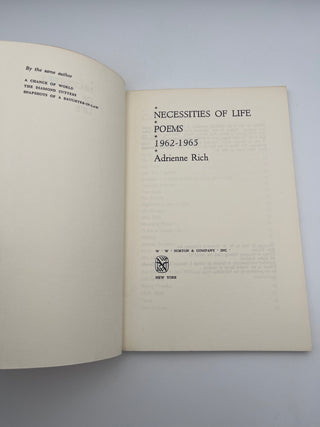 By the same author
A CHANGE OF WORLD
THE DIAMOND CUTTERS
SNAPSHOTS OF A DAUGHTER-IN-LAW
NECESSITIES OF LIFE
POEMS
1962-1965
Adrienne Rich
W · W · NORTON & COMPANY · INC ·
NEW YORK